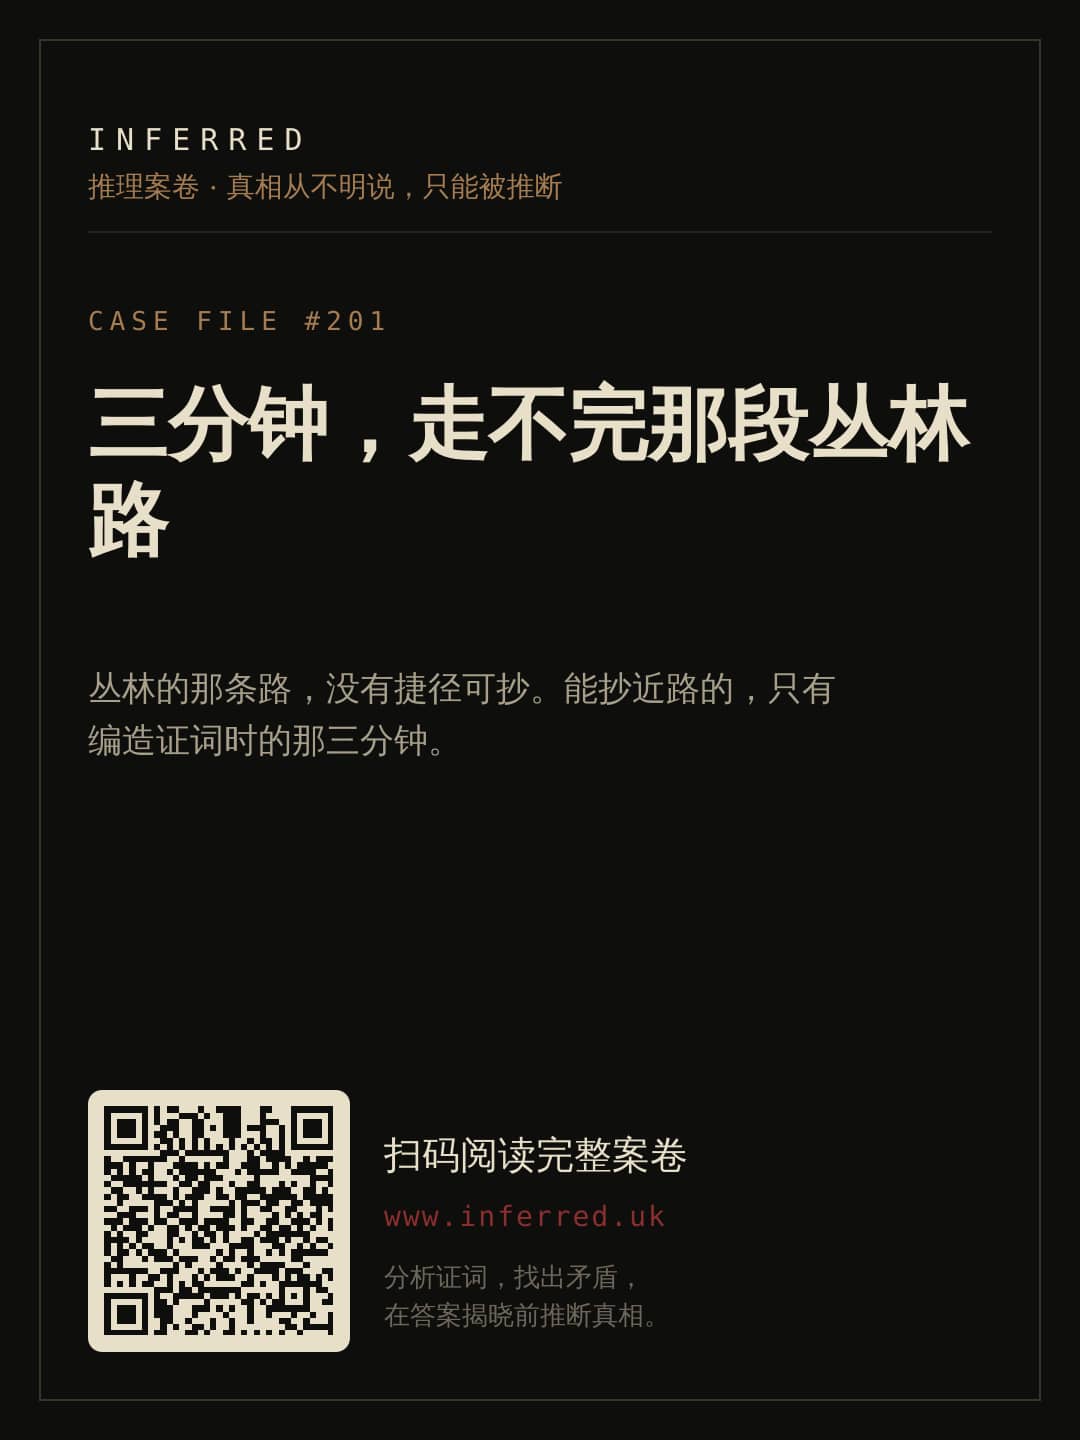 INFERRED
推理案卷 · 真相从不明说，只能被推断
CASE FILE #201
三分钟，走不完那段丛林
路
丛林的那条路，没有捷径可抄。能抄近路的，只有
编造证词时的那三分钟。
扫码阅读完整案卷
www.inferred.uk
分析证词，找出矛盾，
在答案揭晓前推断真相。